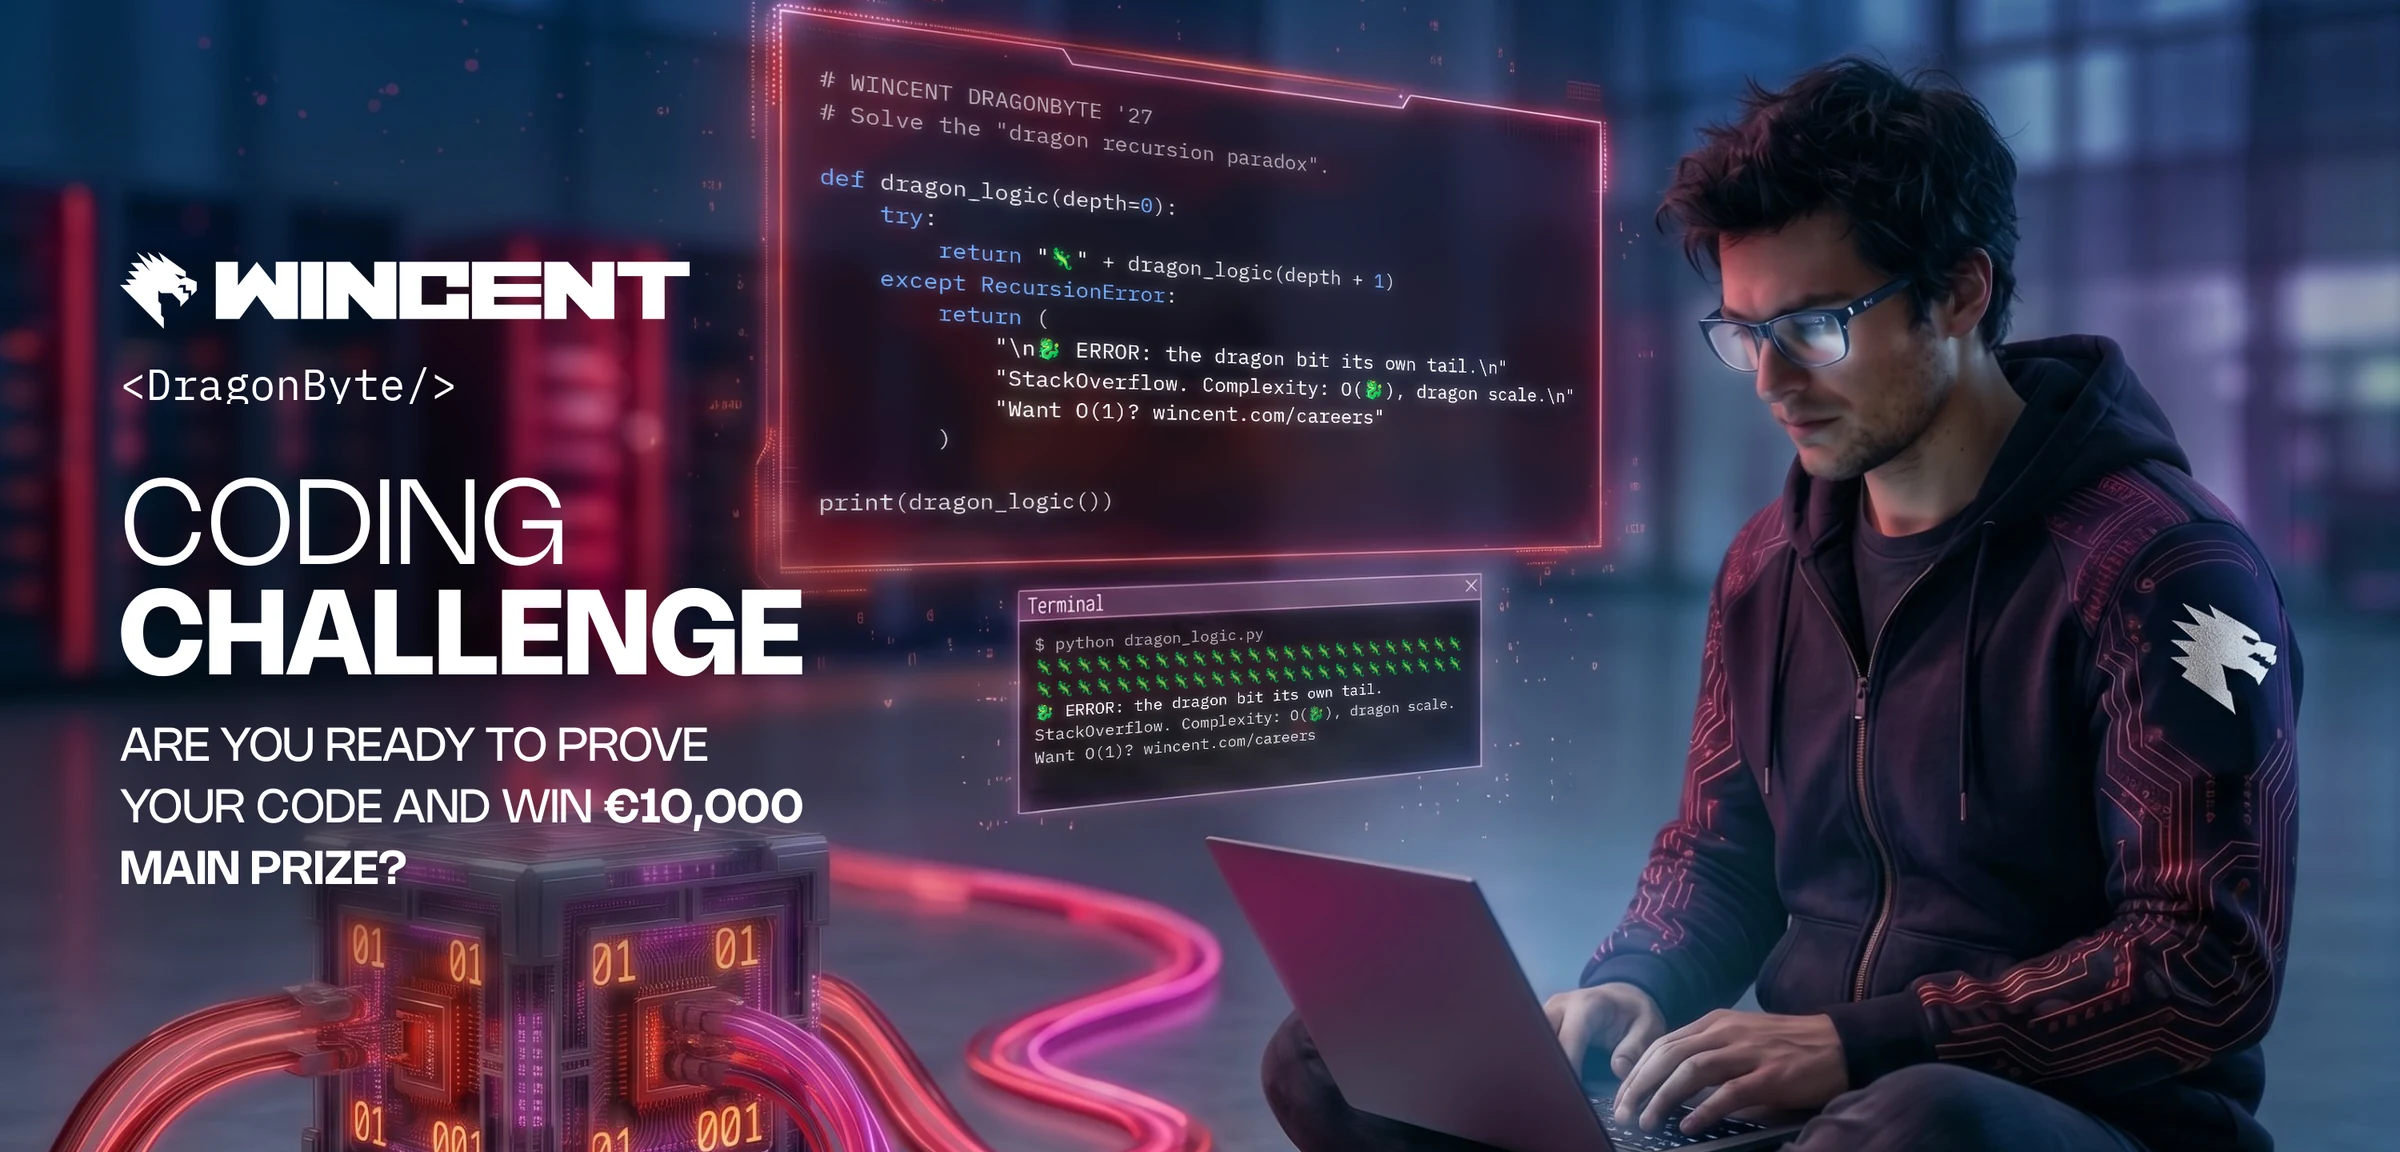 WINCENT
<DragonByte/>
CODING
CHALLENGE
ARE YOU READY TO PROVE
YOUR CODE AND WIN €10,000
MAIN PRIZE?
# WINCENT DRAGONBYTE '27
# Solve the "dragon recursion paradox".
def dragon_logic(depth=0):
try:
return "🦎" + dragon_logic(depth + 1)
except RecursionError:
return (
"\n🐉 ERROR: the dragon bit its own tail.\n"
"StackOverflow. Complexity: O(🐉), dragon scale.\n"
"Want O(1)? wincent.com/careers"
)
print(dragon_logic())
Terminal
$ python dragon_logic.py
🦎🦎🦎🦎🦎🦎🦎🦎🦎🦎🦎🦎🦎🦎🦎🦎🦎🦎🦎🦎🦎🦎
🦎🦎🦎🦎🦎🦎🦎🦎🦎🦎🦎🦎🦎🦎🦎🦎🦎🦎🦎🦎🦎🦎
🐉 ERROR: the dragon bit its own tail.
StackOverflow. Complexity: O(🐉), dragon scale.
Want O(1)? wincent.com/careers
01 01 01 01
01 001 01 001